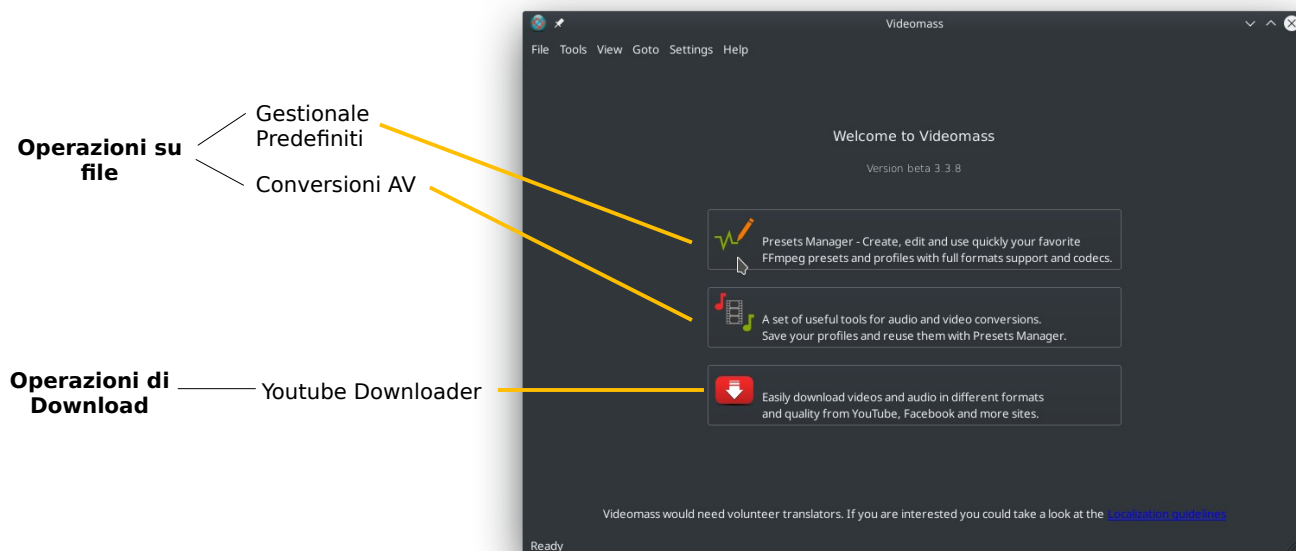 Videomass
File Tools View Goto Settings Help
Gestionale
Predefiniti
Operazioni su
file
Conversioni AV
Welcome to Videomass
Version beta 3.3.8
Presets Manager - Create, edit and use quickly your favorite
FFmpeg presets and profiles with full formats support and codecs.
A set of useful tools for audio and video conversions.
Save your profiles and reuse them with Presets Manager.
Operazioni di
Download
Youtube Downloader
Easily download videos and audio in different formats
and quality from YouTube, Facebook and more sites.
Videomass would need volunteer translators. If you are interested you could take a look at the Localization guidelines
Ready